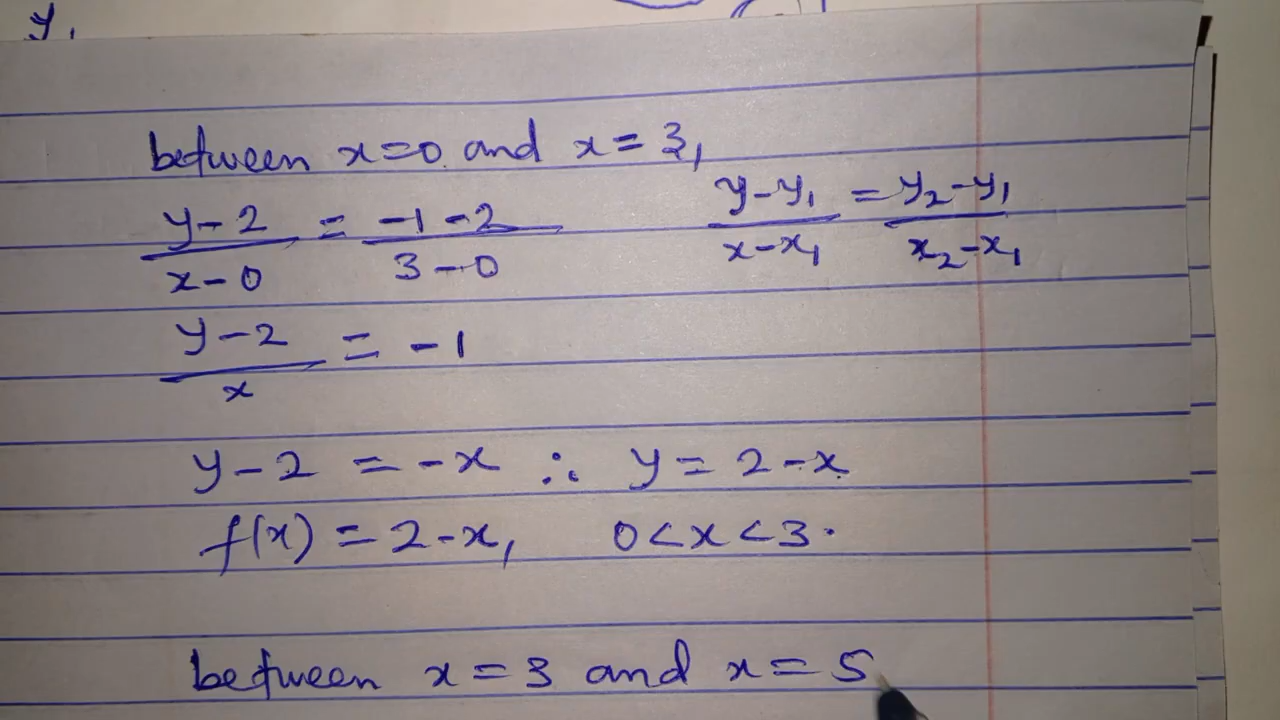 y,
between x=0 and x = 3,
(y-2)/(x-0) = (-1-2)/(3-0)    (y-y₁)/(x-x₁) = (y₂-y₁)/(x₂-x₁)
(y-2)/x = -1
y-2 = -x ∴ y = 2-x
f(x) = 2-x,    0<x<3.
between x=3 and x=5